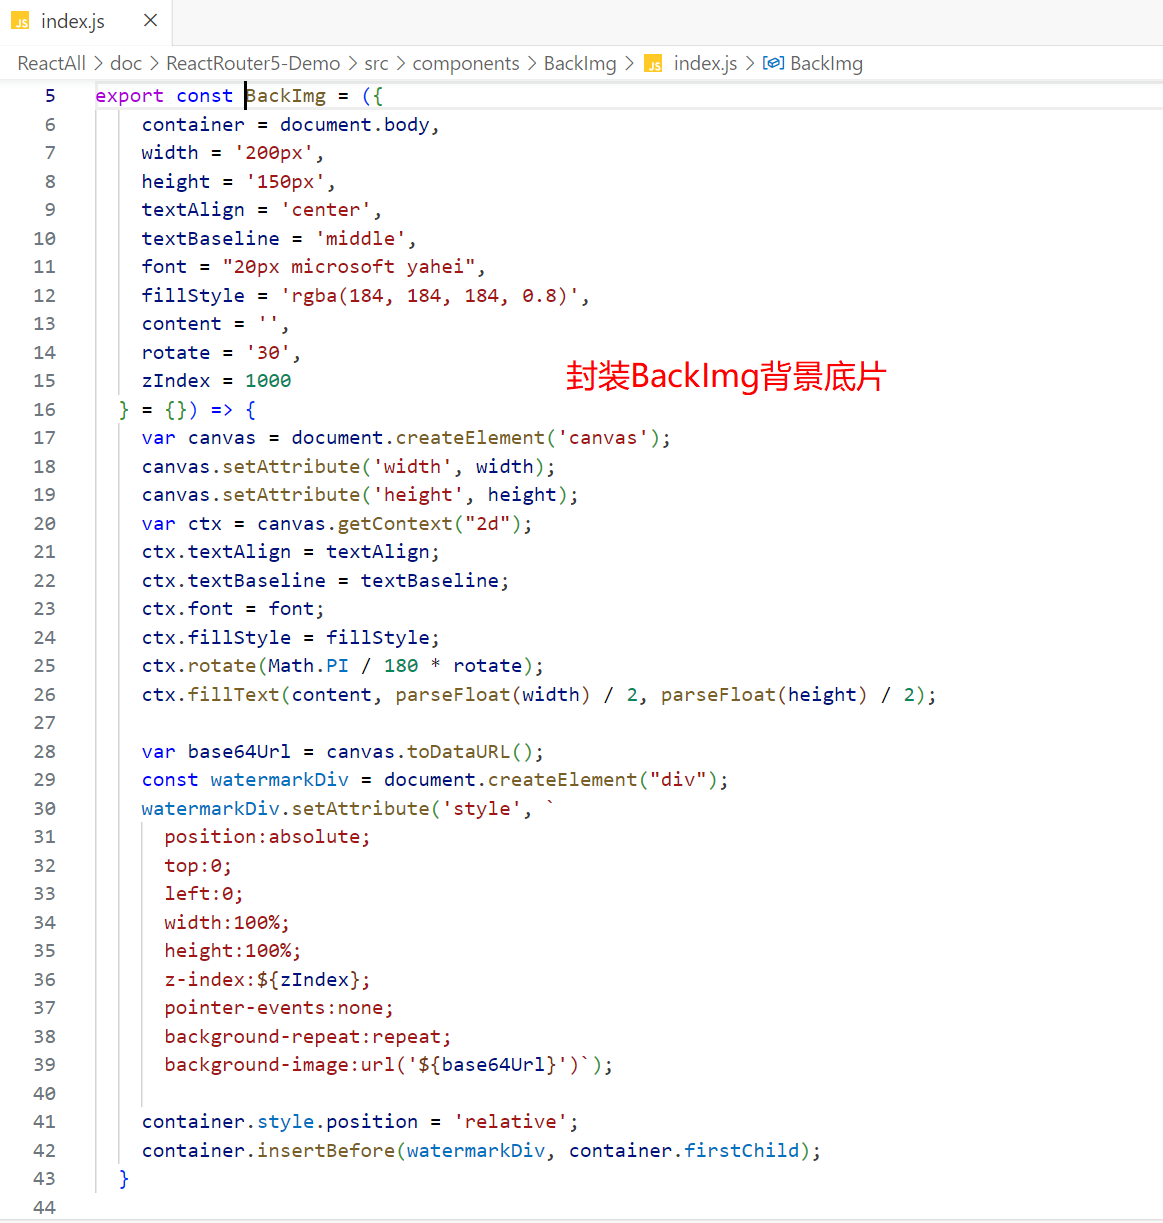 JS index.js ×
ReactAll > doc > ReactRouter5-Demo > src > components > BackImg > JS index.js > BackImg
5 export const BackImg = ({
6 container = document.body,
7 width = '200px',
8 height = '150px',
9 textAlign = 'center',
10 textBaseline = 'middle',
11 font = "20px microsoft yahei",
12 fillStyle = 'rgba(184, 184, 184, 0.8)',
13 content = '',
14 rotate = '30',
15 zIndex = 1000
封装BackImg背景底片
16 } = {}) => {
17 var canvas = document.createElement('canvas');
18 canvas.setAttribute('width', width);
19 canvas.setAttribute('height', height);
20 var ctx = canvas.getContext("2d");
21 ctx.textAlign = textAlign;
22 ctx.textBaseline = textBaseline;
23 ctx.font = font;
24 ctx.fillStyle = fillStyle;
25 ctx.rotate(Math.PI / 180 * rotate);
26 ctx.fillText(content, parseFloat(width) / 2, parseFloat(height) / 2);
27
28 var base64Url = canvas.toDataURL();
29 const watermarkDiv = document.createElement("div");
30 watermarkDiv.setAttribute('style', `
31 position:absolute;
32 top:0;
33 left:0;
34 width:100%;
35 height:100%;
36 z-index:${zIndex};
37 pointer-events:none;
38 background-repeat:repeat;
39 background-image:url('${base64Url}')`);
40
41 container.style.position = 'relative';
42 container.insertBefore(watermarkDiv, container.firstChild);
43 }
44